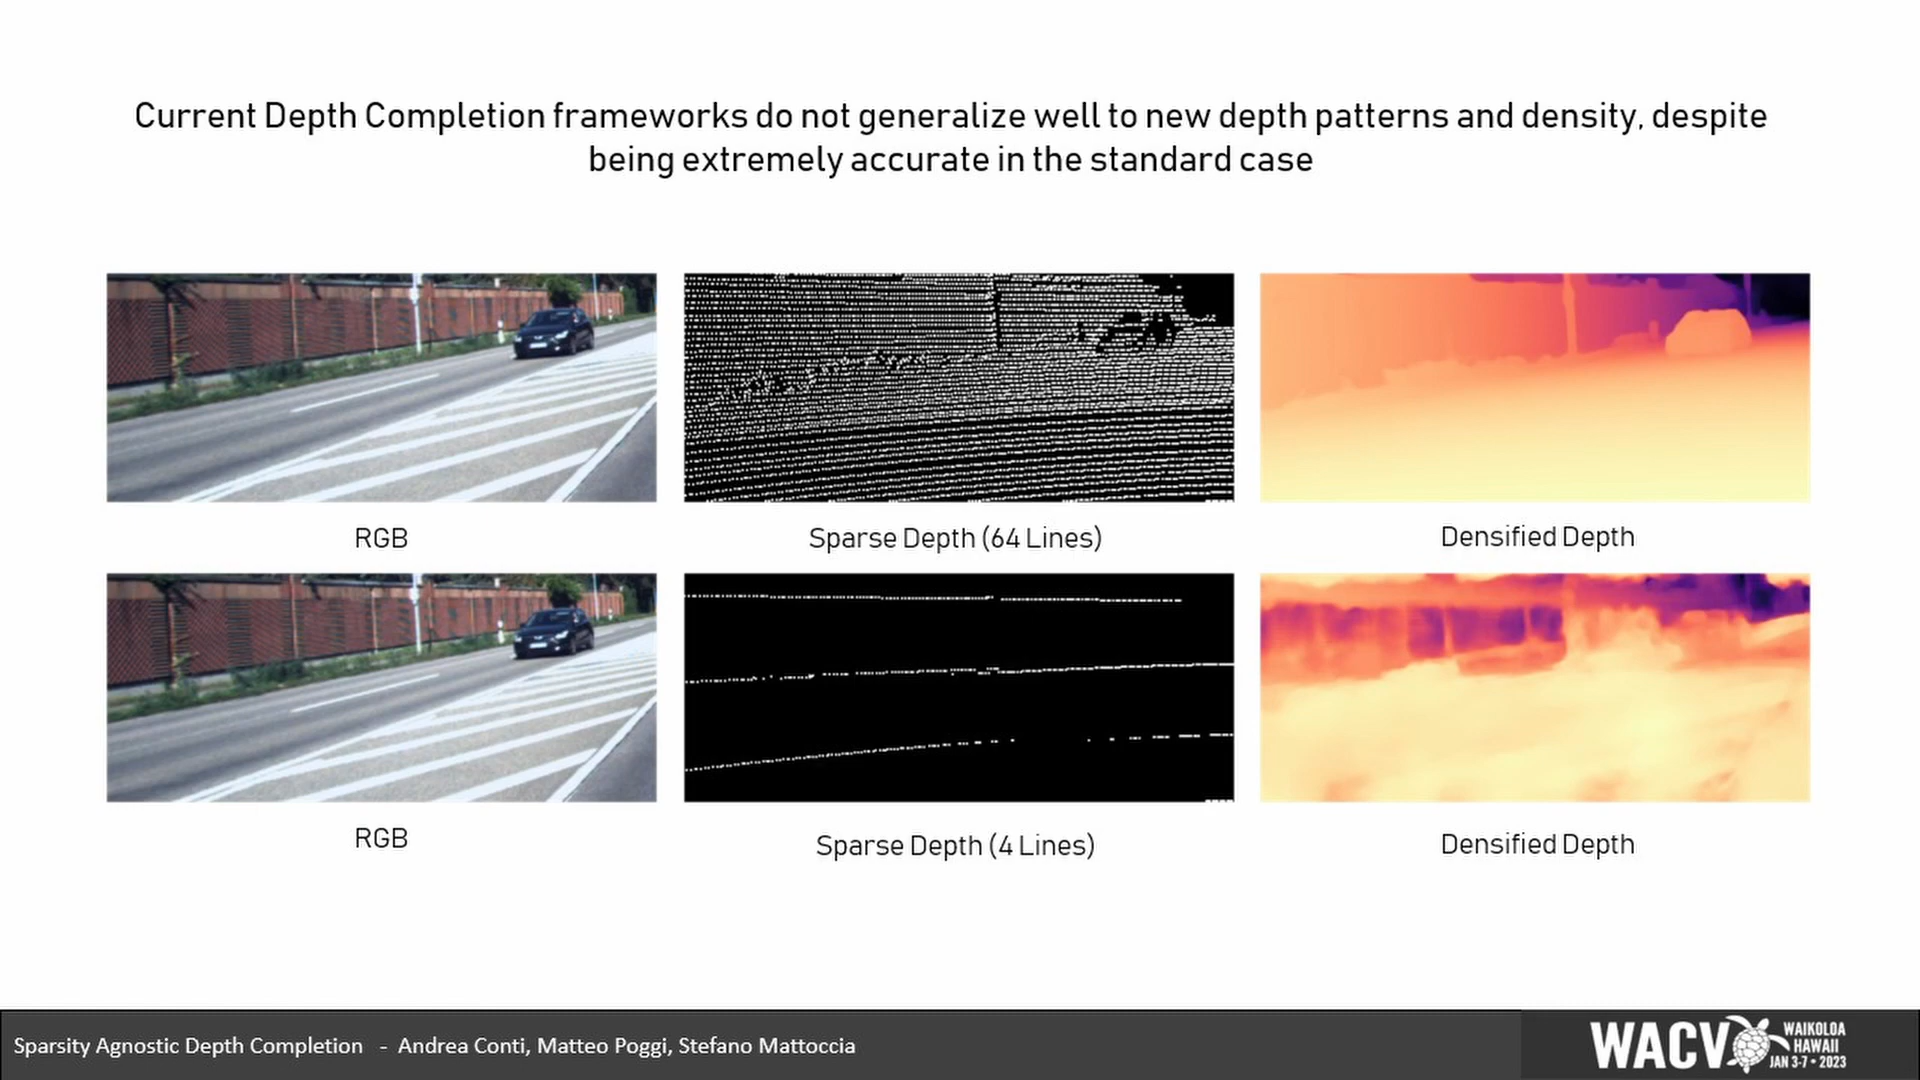 Current Depth Completion frameworks do not generalize well to new depth patterns and density, despite
being extremely accurate in the standard case
RGB
Sparse Depth (64 Lines)
Densified Depth
RGB
Sparse Depth (4 Lines)
Densified Depth
Sparsity Agnostic Depth Completion - Andrea Conti, Matteo Poggi, Stefano Mattoccia
WACV
WAIKOLOA
HAWAII
JAN 3-7 • 2023